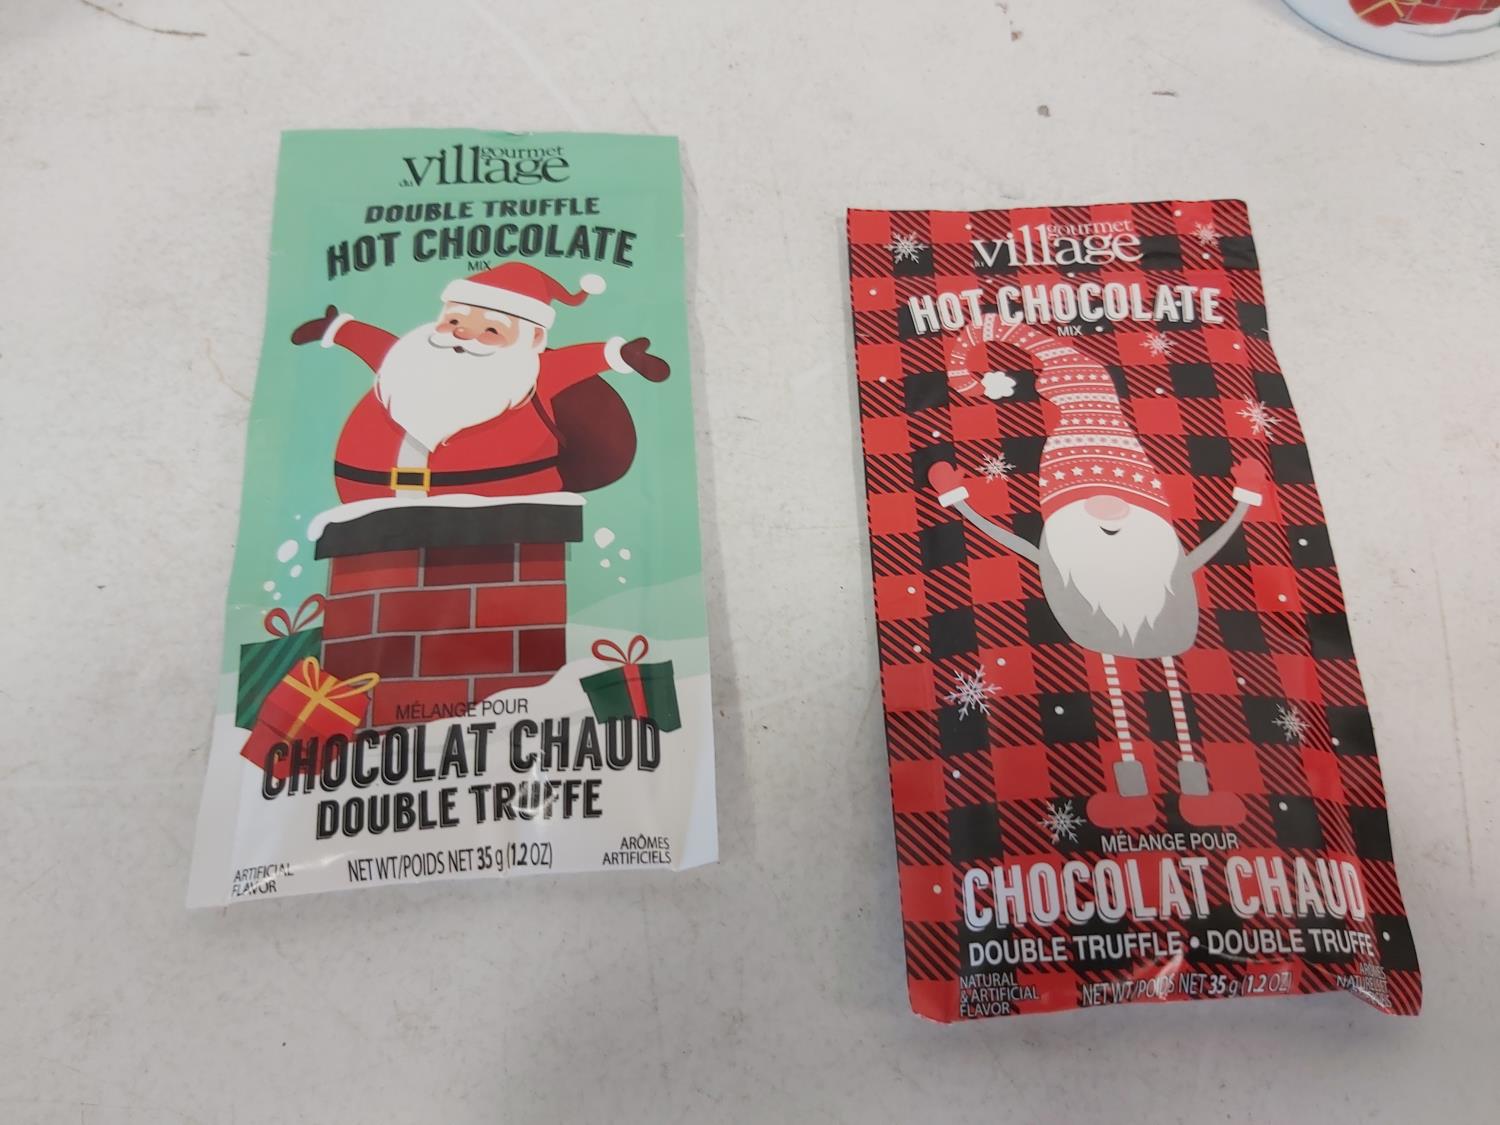 gourmet
du village
DOUBLE TRUFFLE
HOT CHOCOLATE
MIX
MÉLANGE POUR
CHOCOLAT CHAUD
DOUBLE TRUFFE
ARTIFICIAL
FLAVOR
NET WT/POIDS NET 35 g (1.2 OZ)
ARÔMES
ARTIFICIELS
gourmet
du village
HOT CHOCOLATE
MIX
MÉLANGE POUR
CHOCOLAT CHAUD
DOUBLE TRUFFLE • DOUBLE TRUFFE
NATURAL
& ARTIFICIAL
FLAVOR
NET WT/POIDS NET 35 g (1.2 OZ)
ARÔMES